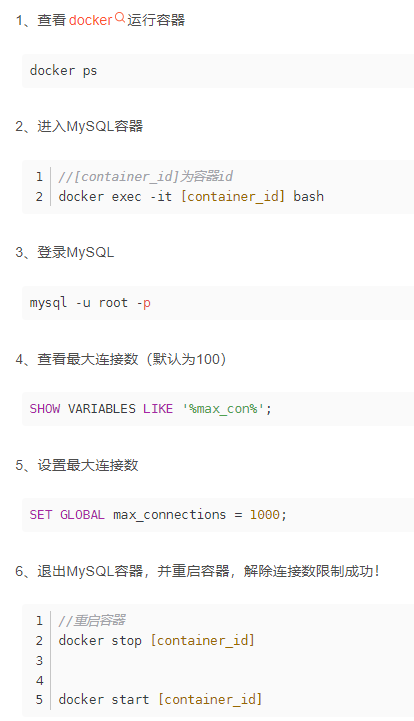 1、查看docker运行容器
docker ps
2、进入MySQL容器
1 //[container_id]为容器id
2 docker exec -it [container_id] bash
3、登录MySQL
mysql -u root -p
4、查看最大连接数（默认为100）
SHOW VARIABLES LIKE '%max_con%';
5、设置最大连接数
SET GLOBAL max_connections = 1000;
6、退出MySQL容器，并重启容器，解除连接数限制成功！
1 //重启容器
2 docker stop [container_id]
3
4
5 docker start [container_id]